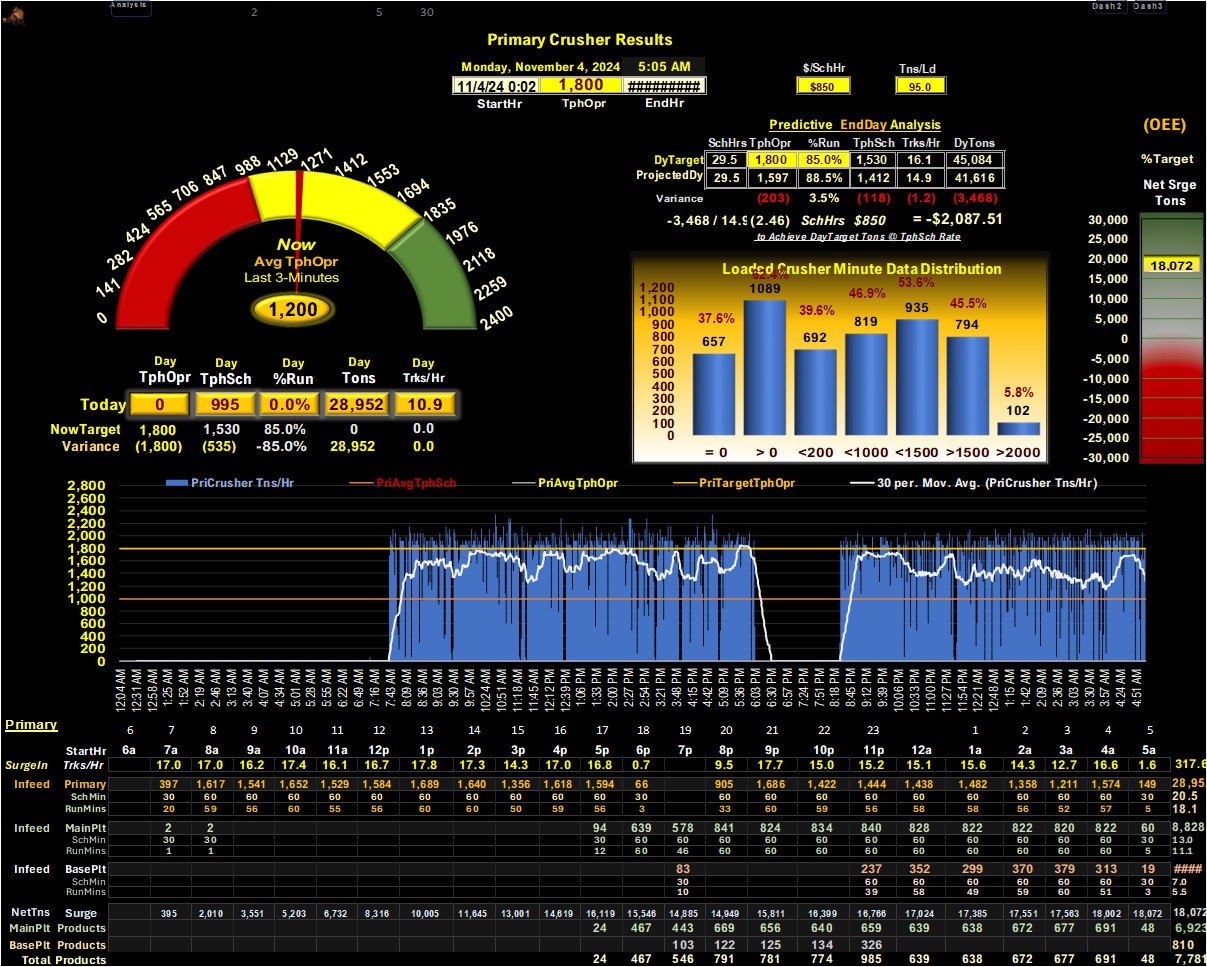 Analysis 2 5 30 Dash2 Dash3
Primary Crusher Results
Monday, November 4, 2024 5:05 AM
$/SchHr Tns/Ld
11/4/24 0:02 1,800 ########## $850 95.0
StartHr TphOpr EndHr
Predictive EndDay Analysis
SchHrs TphOpr %Run TphSch Trks/Hr DyTons
DyTarget 29.5 1,800 85.0% 1,530 16.1 45,084
ProjectedDy 29.5 1,597 88.5% 1,412 14.9 41,616
Variance (203) 3.5% (118) (1.2) (3,468)
-3,468 / 14.9 (2.46) SchHrs $850 = -$2,087.51
to Achieve DayTarget Tons @ TphSch Rate
(OEE)
%Target
Net Srge
Tons
30,000
25,000
20,000
18,072
15,000
10,000
5,000
0
-5,000
-10,000
-15,000
-20,000
-25,000
-30,000
0 141 282 424 565 706 847 988 1129 1271 1412 1553 1694 1835 1976 2118 2259 2400
Now
Avg TphOpr
Last 3-Minutes
1,200
Loaded Crusher Minute Data Distribution
1,200
1,100
1,000
900
800
700
600
500
400
300
200
100
0
37.6% 62.4% 39.6% 46.9% 53.6% 45.5% 5.8%
657 1089 692 819 935 794 102
= 0 > 0 <200 <1000 <1500 >1500 >2000
Day Day Day Day Day
TphOpr TphSch %Run Tons Trks/Hr
Today 0 995 0.0% 28,952 10.9
NowTarget 1,800 1,530 85.0% 0 0.0
Variance (1,800) (535) -85.0% 28,952 0.0
PriCrusher Tns/Hr PriAvgTphSch PriAvgTphOpr PriTargetTphOpr 30 per. Mov. Avg. (PriCrusher Tns/Hr)
2,800
2,600
2,400
2,200
2,000
1,800
1,600
1,400
1,200
1,000
800
600
400
200
0
12:04 AM 12:31 AM 12:58 AM 1:25 AM 1:52 AM 2:19 AM 2:46 AM 3:13 AM 3:40 AM 4:07 AM 4:34 AM 5:01 AM 5:28 AM 5:55 AM 6:22 AM 6:49 AM 7:16 AM 7:43 AM 8:09 AM 8:36 AM 9:03 AM 9:30 AM 9:57 AM 10:24 AM 10:51 AM 11:18 AM 11:45 AM 12:12 PM 12:39 PM 1:06 PM 1:33 PM 2:00 PM 2:27 PM 2:54 PM 3:21 PM 3:48 PM 4:15 PM 4:42 PM 5:09 PM 5:36 PM 6:03 PM 6:30 PM 6:57 PM 7:24 PM 7:51 PM 8:18 PM 8:45 PM 9:12 PM 9:39 PM 10:06 PM 10:33 PM 11:00 PM 11:27 PM 11:54 PM 12:21 AM 12:48 AM 1:15 AM 1:42 AM 2:09 AM 2:36 AM 3:03 AM 3:30 AM 3:57 AM 4:24 AM 4:51 AM
Primary 6 7 8 9 10 11 12 13 14 15 16 17 18 19 20 21 22 23 1 2 3 4 5
StartHr 6a 7a 8a 9a 10a 11a 12p 1p 2p 3p 4p 5p 6p 7p 8p 9p 10p 11p 12a 1a 2a 3a 4a 5a
SurgeIn Trks/Hr 17.0 17.0 16.2 17.4 16.1 16.7 17.8 17.3 14.3 17.0 16.8 0.7 9.5 17.7 15.0 15.2 15.1 15.6 14.3 12.7 16.6 1.6 317.6
Infeed Primary 397 1,617 1,541 1,652 1,529 1,584 1,689 1,640 1,356 1,618 1,594 66 905 1,686 1,422 1,444 1,438 1,482 1,358 1,211 1,574 149 28,95
SchMin 30 60 60 60 60 60 60 60 60 60 60 30 60 60 60 60 60 60 60 60 60 30 20.5
RunMins 20 59 56 60 55 56 60 60 50 59 56 3 33 60 59 56 58 58 56 52 57 5 18.1
Infeed MainPlt 2 2 94 639 578 841 824 834 840 828 822 822 820 822 60 8,828
SchMin 30 30 30 60 60 60 60 60 60 60 60 60 60 60 30 13.0
RunMins 1 1 12 60 46 60 60 60 60 60 60 60 60 60 5 11.1
Infeed BasePlt 83 237 352 299 370 379 313 19 ####
SchMin 30 60 60 60 60 60 60 30 7.0
RunMins 10 39 58 49 59 60 51 3 5.5
NetTns Surge 395 2,010 3,551 5,203 6,732 8,316 10,005 11,645 13,001 14,619 16,119 15,546 14,885 14,949 15,811 16,399 16,766 17,024 17,385 17,551 17,563 18,002 18,072 18,072
MainPlt Products 24 467 443 669 656 640 659 639 638 672 677 691 48 6,923
BasePlt Products 103 122 125 134 326 810
Total Products 24 467 546 791 781 774 985 639 638 672 677 691 48 7,781